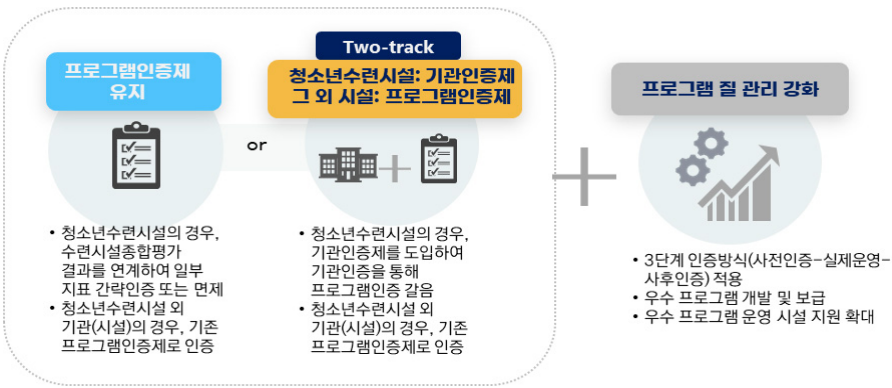 프로그램인증제
유지
• 청소년수련시설의 경우,
수련시설종합평가
결과를 연계하여 일부
지표 간략인증 또는 면제
• 청소년수련시설 외
기관(시설)의 경우, 기존
프로그램인증제로 인증
or
Two-track
청소년수련시설: 기관인증제
그 외 시설: 프로그램인증제
• 청소년수련시설의 경우,
기관인증제를 도입하여
기관인증을 통해
프로그램인증 갈음
• 청소년수련시설 외
기관(시설)의 경우, 기존
프로그램인증제로 인증
프로그램 질 관리 강화
• 3단계 인증방식(사전인증-실제운영-
사후인증) 적용
• 우수 프로그램 개발 및 보급
• 우수 프로그램 운영 시설 지원 확대